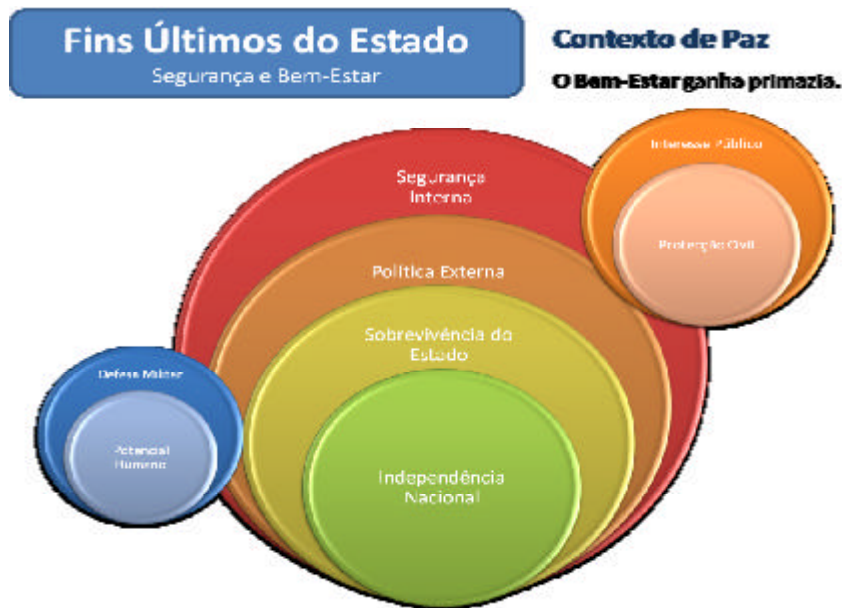 Fins Últimos do Estado
Segurança e Bem-Estar
Contexto de Paz
O Bem-Estar ganha primazia.
Interesse Público
Protecção Civil
Segurança
Interna
Política Externa
Sobrevivência do
Estado
Independência
Nacional
Defesa Militar
Potencial
Humano